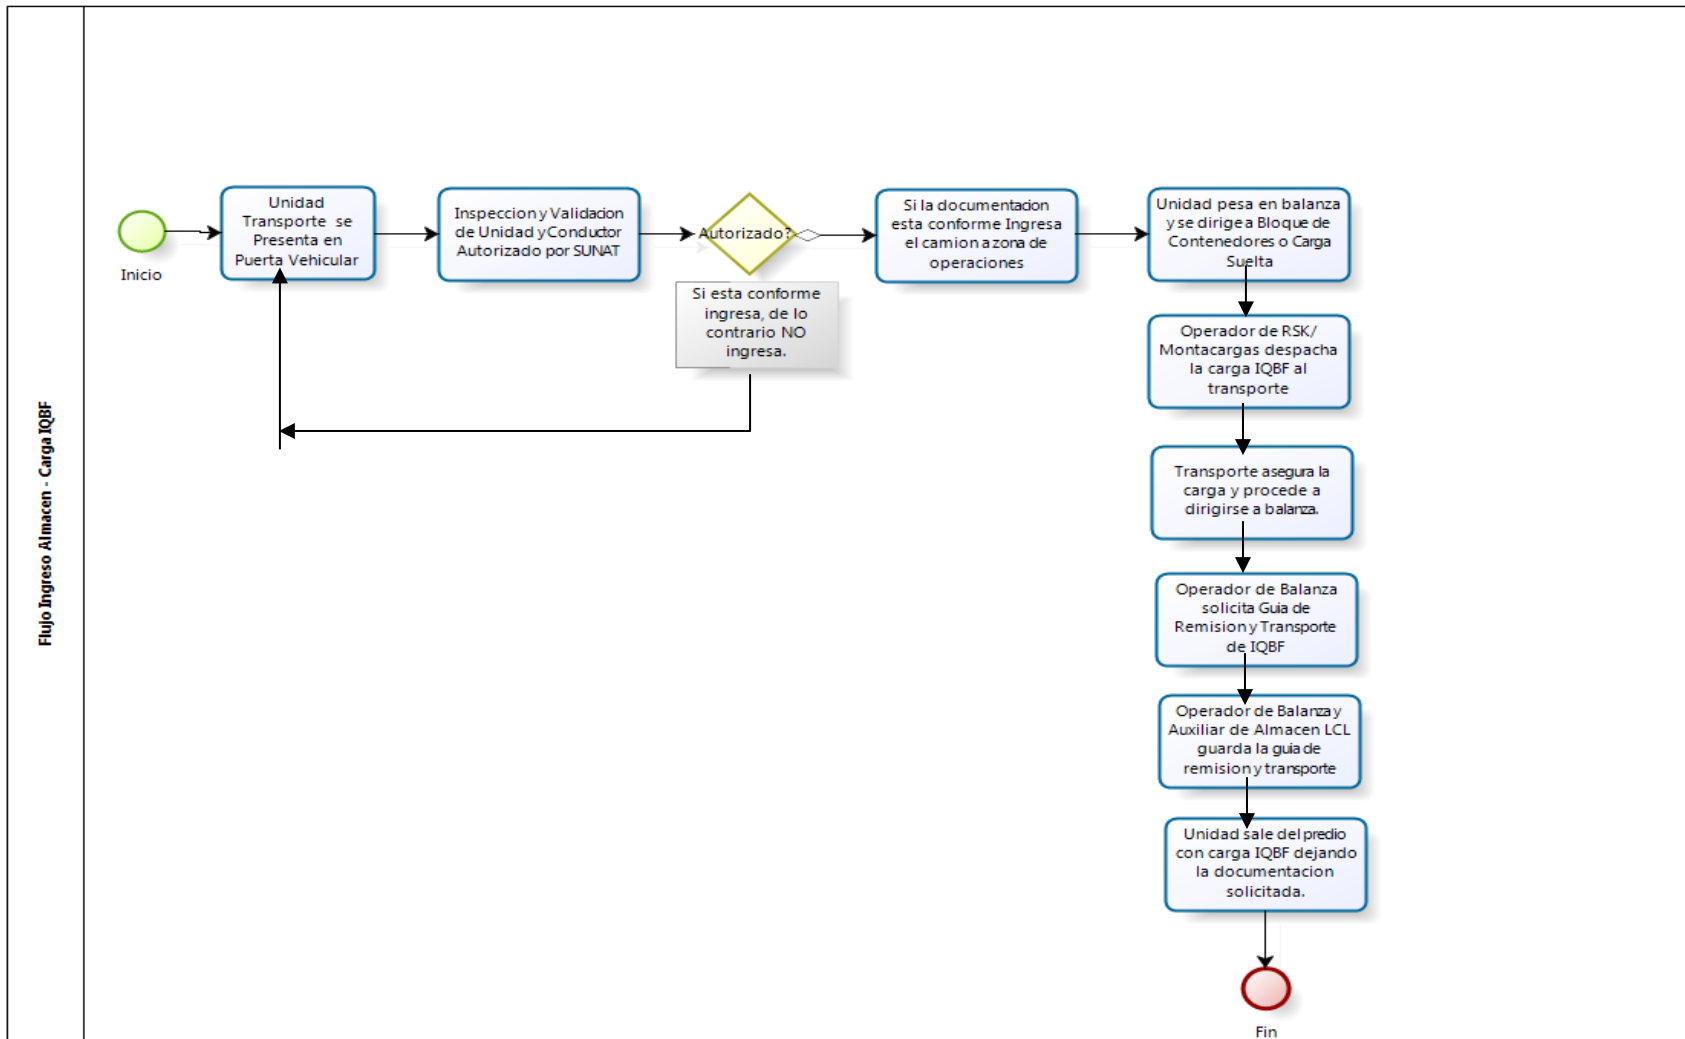 Flujo Ingreso Almacen - Carga IQBF
Inicio
Unidad
Transporte se
Presenta en
Puerta Vehicular
Inspeccion y Validacion
de Unidad y Conductor
Autorizado por SUNAT
Autorizado?
Si esta conforme
ingresa, de lo
contrario NO
ingresa.
Si la documentacion
esta conforme Ingresa
el camion a zona de
operaciones
Unidad pesa en balanza
y se dirige a Bloque de
Contenedores o Carga
Suelta
Operador de RSK/
Montacargas despacha
la carga IQBF al
transporte
Transporte asegura la
carga y procede a
dirigirse a balanza.
Operador de Balanza
solicita Guia de
Remision y Transporte
de IQBF
Operador de Balanza y
Auxiliar de Almacen LCL
guarda la guia de
remision y transporte
Unidad sale del predio
con carga IQBF dejando
la documentacion
solicitada.
Fin